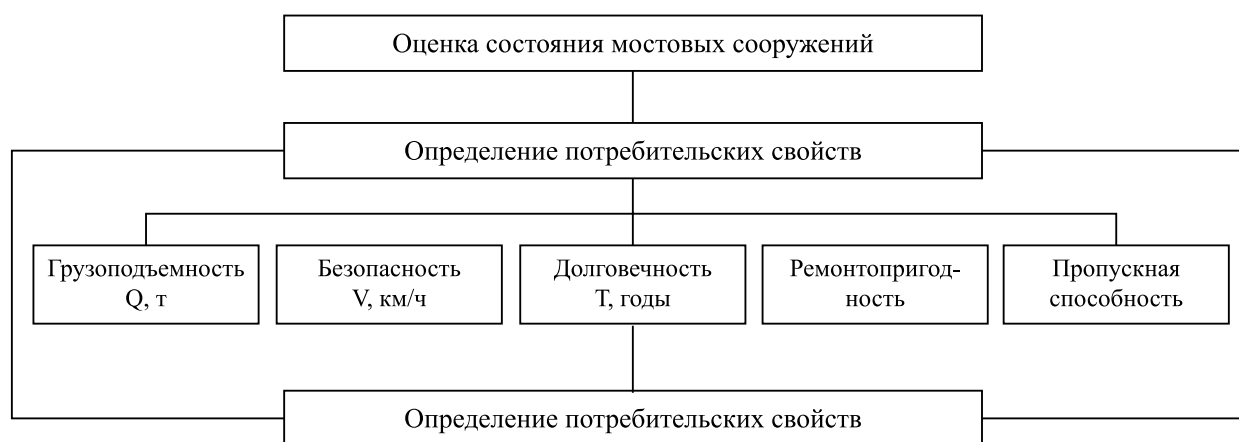 Оценка состояния мостовых сооружений
Определение потребительских свойств
Грузоподъемность
Q, т
Безопасность
V, км/ч
Долговечность
T, годы
Ремонтопригод-
ность
Пропускная
способность
Определение потребительских свойств